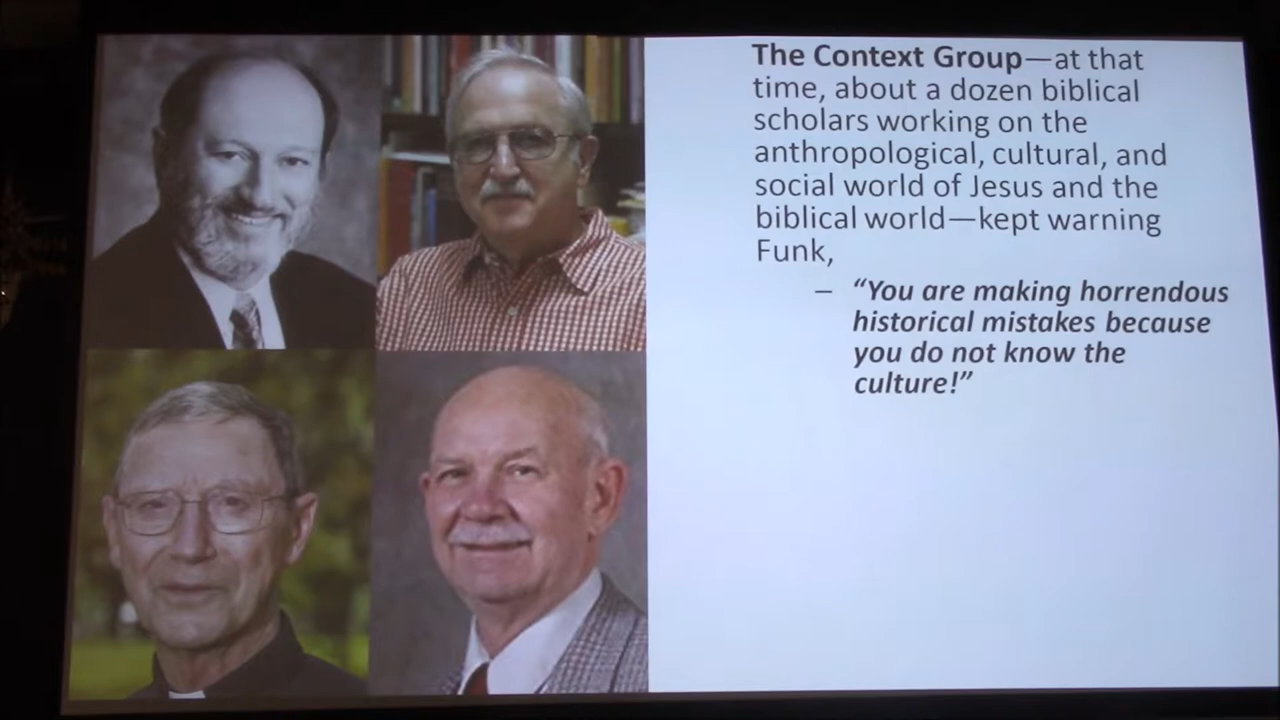 The Context Group—at that
time, about a dozen biblical
scholars working on the
anthropological, cultural, and
social world of Jesus and the
biblical world—kept warning
Funk,
– “You are making horrendous
historical mistakes because
you do not know the
culture!”